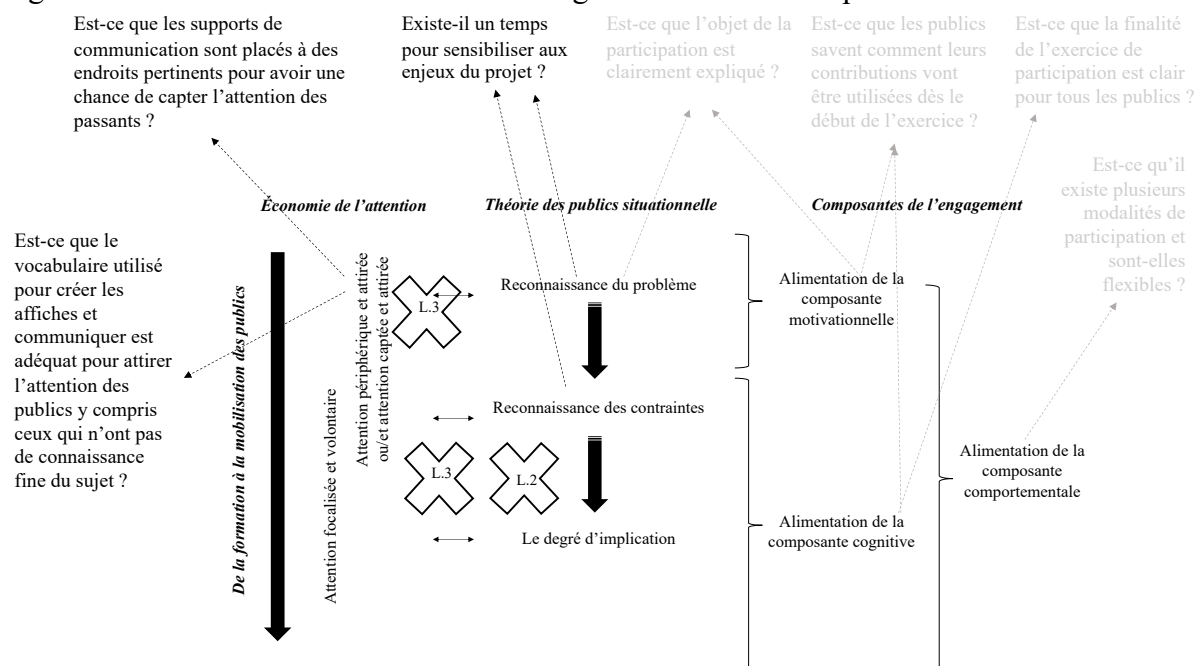 Est-ce que les supports de
communication sont placés à des
endroits pertinents pour avoir une
chance de capter l'attention des
passants ?
Existe-il un temps
pour sensibiliser aux
enjeux du projet ?
Est-ce que l'objet de la
participation est
clairement expliqué ?
Est-ce que les publics
savent comment leurs
contributions vont
être utilisées dès le
début de l'exercice ?
Est-ce que la finalité
de l'exercice de
participation est clair
pour tous les publics ?
Est-ce qu'il
existe plusieurs
modalités de
participation et
sont-elles
flexibles ?
Économie de l'attention
Théorie des publics situationnelle
Composantes de l'engagement
Est-ce que le
vocabulaire utilisé
pour créer les
affiches et
communiquer est
adéquat pour attirer
l'attention des
publics y compris
ceux qui n'ont pas
de connaissance
fine du sujet ?
De la formation à la mobilisation des publics
Attention focalisée et volontaire
Attention périphérique et attirée
ou/et attention captée et attirée
L.3
Reconnaissance du problème
Alimentation de la
composante
motivationnelle
Reconnaissance des contraintes
L.3
L.2
Alimentation de la
composante
comportementale
Le degré d'implication
Alimentation de la
composante cognitive